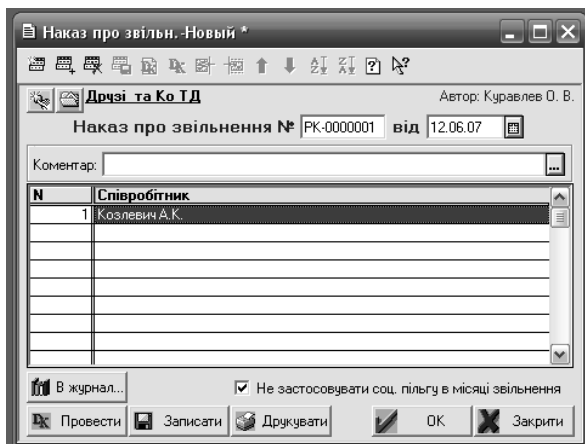 Наказ про звільн.-Новый *
Друзі та Ко ТД
Автор: Куравлев О. В.
Наказ про звільнення № РК-0000001 від 12.06.07
Коментар:
...
N Співробітник
1 Козлевич А.К.
В журнал...
Не застосовувати соц. пільгу в місяці звільнення
Провести Записати Друкувати OK Закрити